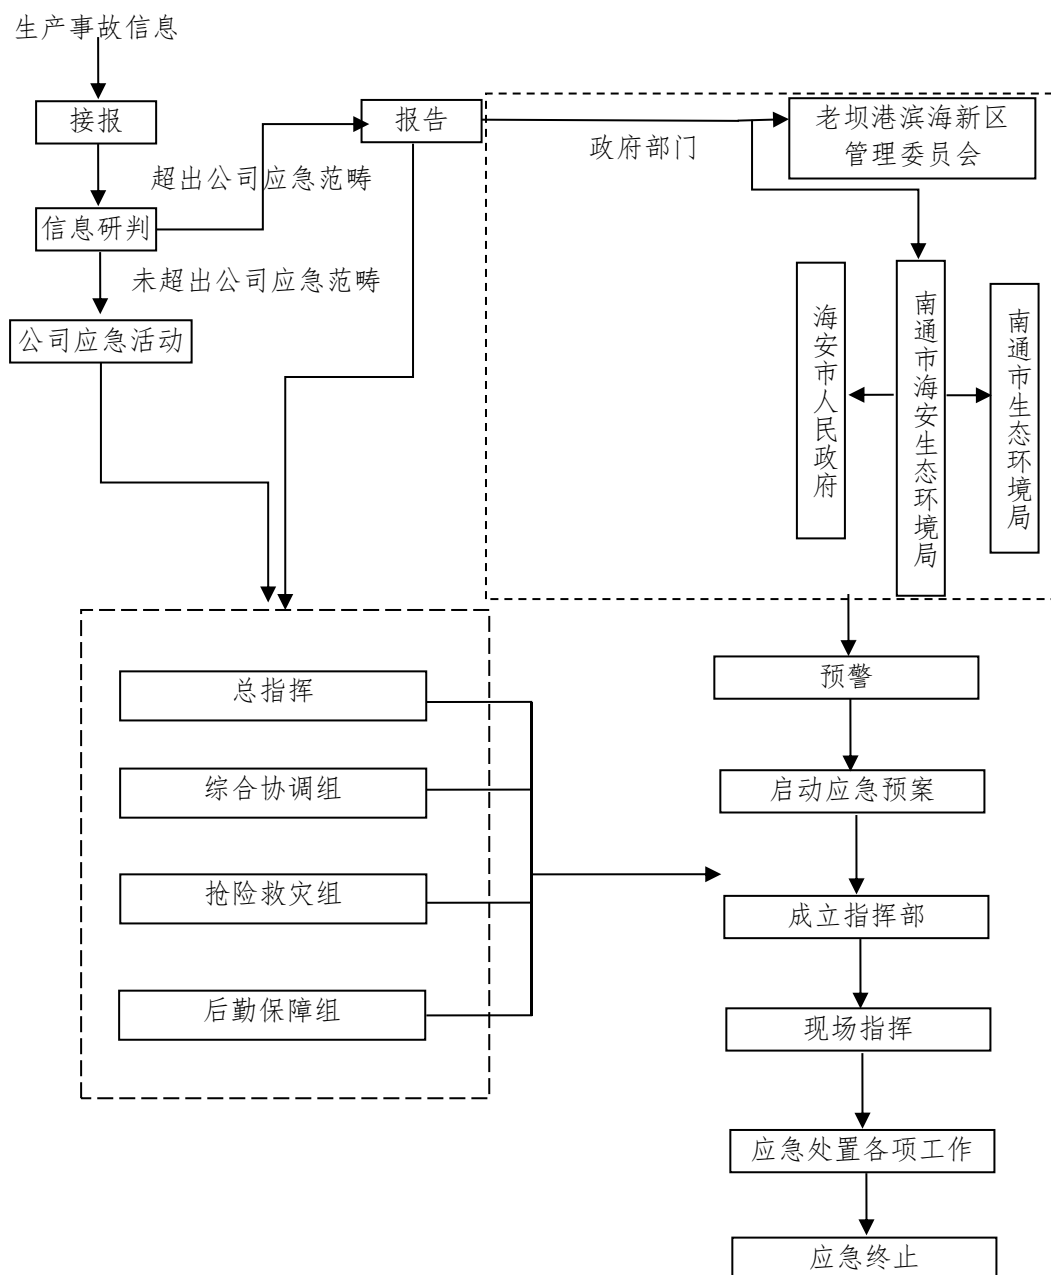 生产事故信息
接报
报告
老坝港滨海新区
管理委员会
政府部门
超出公司应急范畴
信息研判
未超出公司应急范畴
公司应急活动
海安市人民政府
南通市海安生态环境局
南通市生态环境局
总指挥
综合协调组
抢险救灾组
后勤保障组
预警
启动应急预案
成立指挥部
现场指挥
应急处置各项工作
应急终止